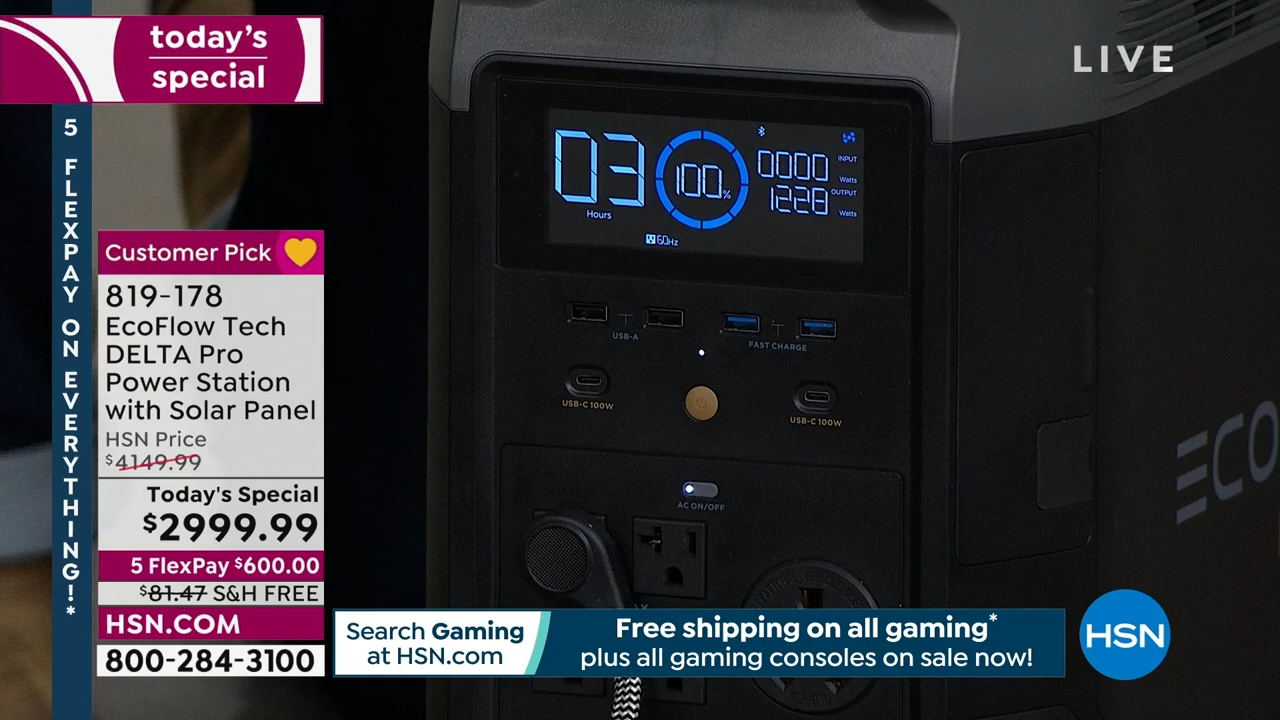 today's
special
LIVE
5 FLEXPAY ON EVERYTHING!*
Customer Pick
819-178
EcoFlow Tech
DELTA Pro
Power Station
with Solar Panel
HSN Price
$4149.99
Today's Special
$2999.99
5 FlexPay $600.00
$81.47 S&H FREE
HSN.COM
800-284-3100
03
Hours
100%
0000
INPUT
Watts
1228
OUTPUT
Watts
60Hz
USB-A
FAST CHARGE
USB-C 100W
USB-C 100W
AC ON/OFF
ECO
Search Gaming
at HSN.com
Free shipping on all gaming*
plus all gaming consoles on sale now!
HSN